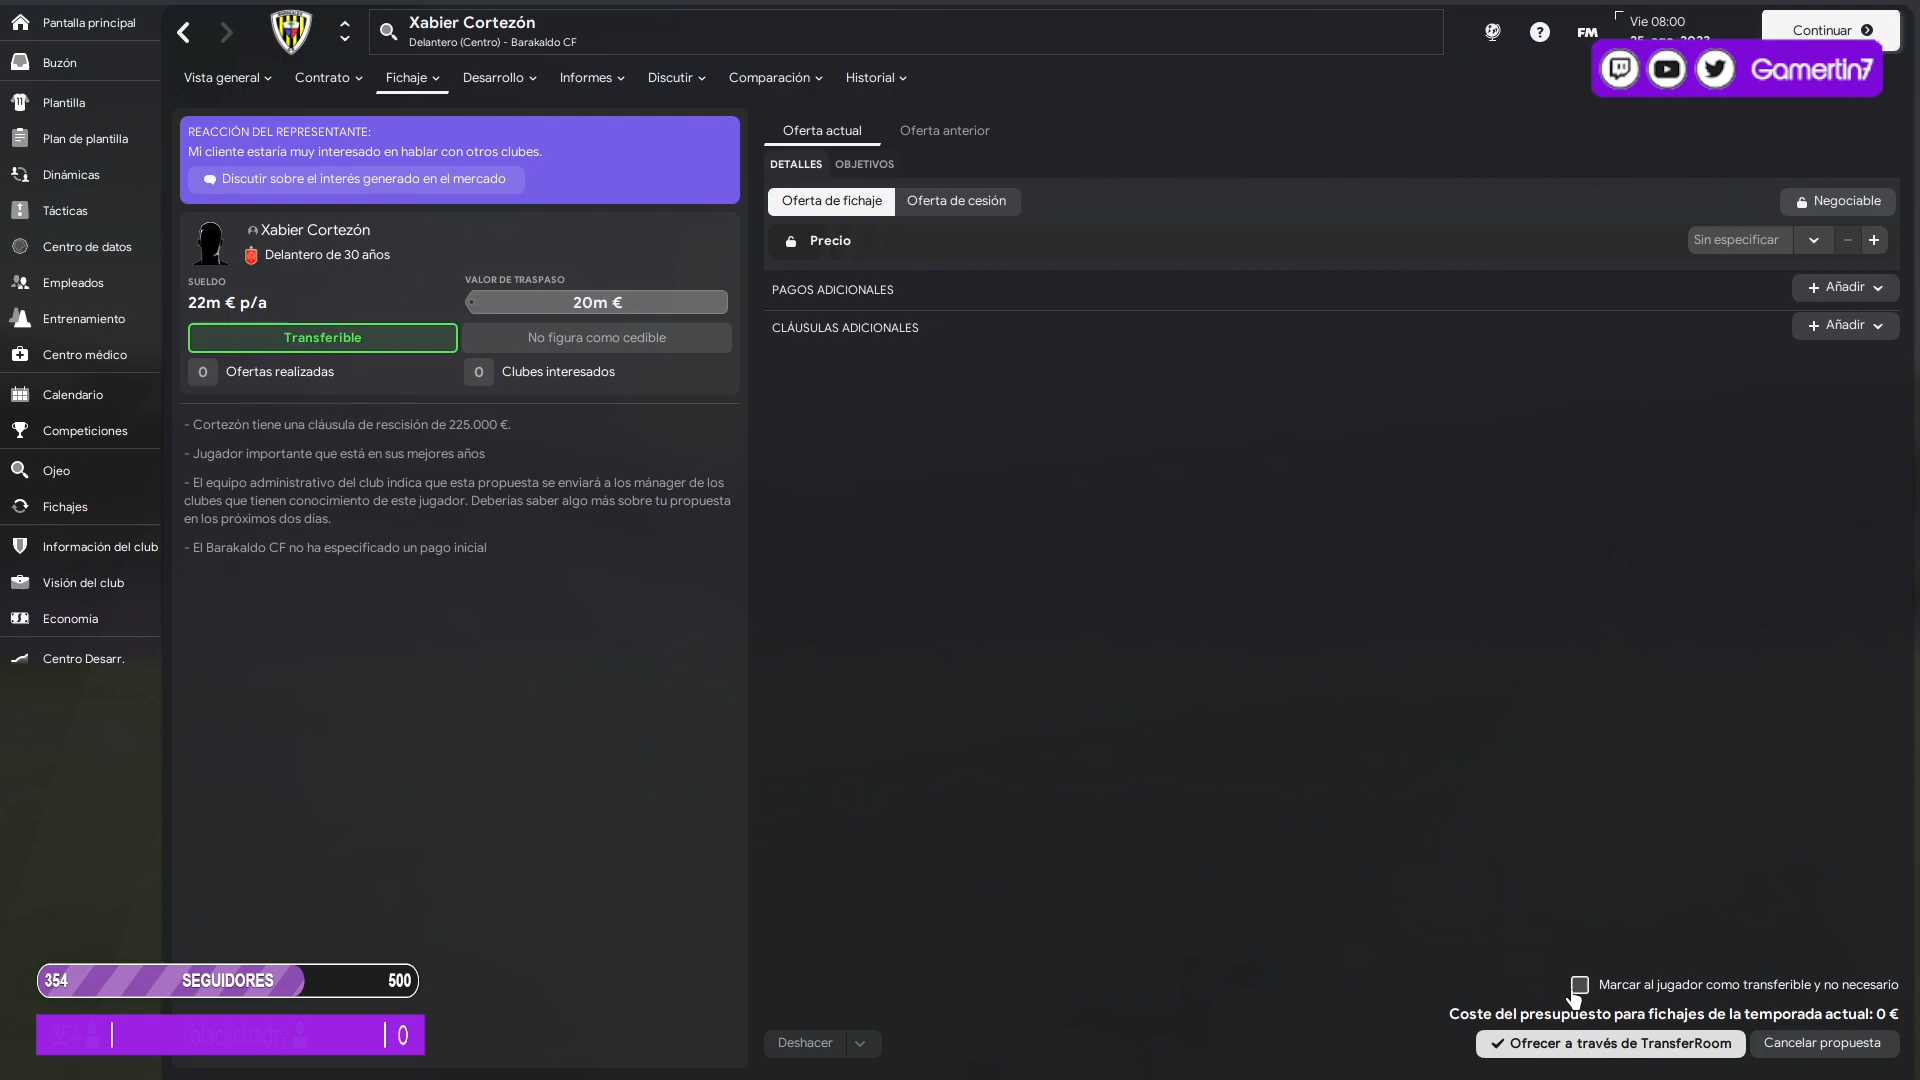 Pantalla principal
Buzón
Plantilla
Plan de plantilla
Dinámicas
Tácticas
Centro de datos
Empleados
Entrenamiento
Centro médico
Calendario
Competiciones
Ojeo
Fichajes
Información del club
Visión del club
Economía
Centro Desarr.
Xabier Cortezón
Delantero (Centro) - Barakaldo CF
FM
Vie 08:00
Continuar
Gamertin7
Vista general
Contrato
Fichaje
Desarrollo
Informes
Discutir
Comparación
Historial
REACCIÓN DEL REPRESENTANTE:
Mi cliente estaría muy interesado en hablar con otros clubes.
Discutir sobre el interés generado en el mercado
Xabier Cortezón
Delantero de 30 años
SUELDO
22m € p/a
VALOR DE TRASPASO
20m €
Transferible
No figura como cedible
0 Ofertas realizadas
0 Clubes interesados
- Cortezón tiene una cláusula de rescisión de 225.000 €.
- Jugador importante que está en sus mejores años
- El equipo administrativo del club indica que esta propuesta se enviará a los mánager de los
clubes que tienen conocimiento de este jugador. Deberías saber algo más sobre tu propuesta
en los próximos dos días.
- El Barakaldo CF no ha especificado un pago inicial
Oferta actual
Oferta anterior
DETALLES
OBJETIVOS
Oferta de fichaje
Oferta de cesión
Negociable
Precio
Sin especificar
PAGOS ADICIONALES
Añadir
CLÁUSULAS ADICIONALES
Añadir
354 SEGUIDORES 500
354 blackchadry 0
Marcar al jugador como transferible y no necesario
Coste del presupuesto para fichajes de la temporada actual: 0 €
Deshacer
Ofrecer a través de TransferRoom
Cancelar propuesta